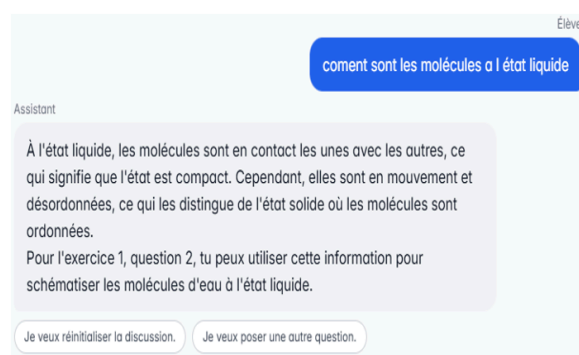 Élève
coment sont les molécules a l état liquide
Assistant
À l'état liquide, les molécules sont en contact les unes avec les autres, ce
qui signifie que l'état est compact. Cependant, elles sont en mouvement et
désordonnées, ce qui les distingue de l'état solide où les molécules sont
ordonnées.
Pour l'exercice 1, question 2, tu peux utiliser cette information pour
schématiser les molécules d'eau à l'état liquide.
Je veux réinitialiser la discussion.
Je veux poser une autre question.